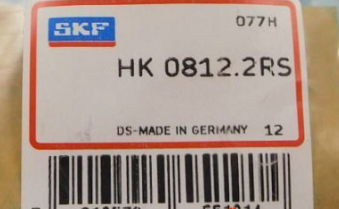 SKF 077H
HK 0812.2RS
DS-MADE IN GERMANY 12